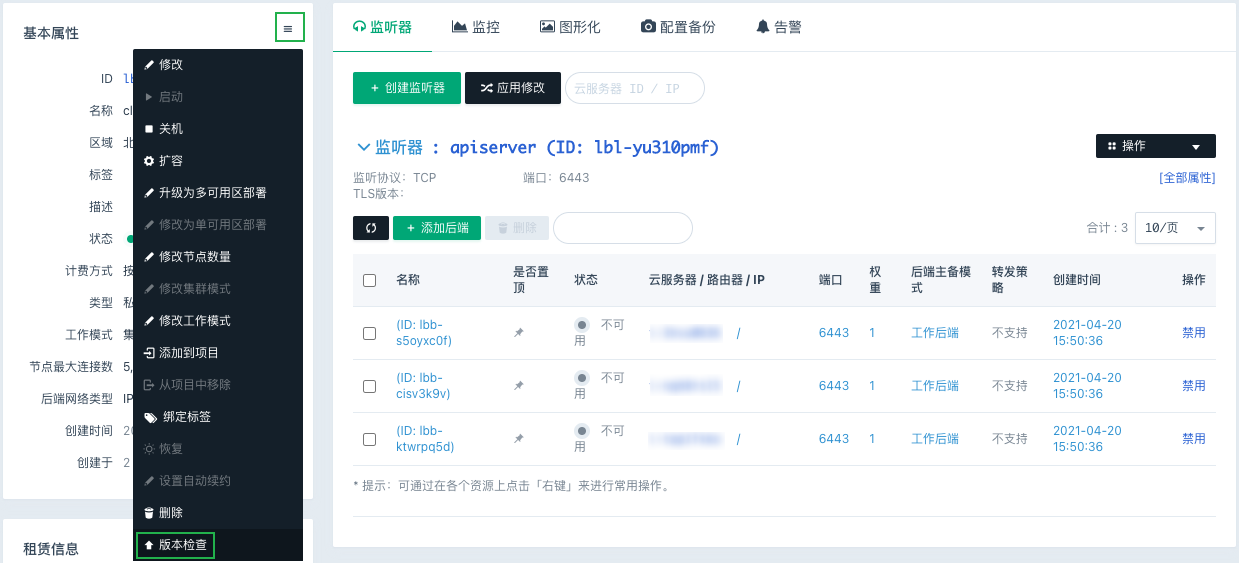 基本属性
ID lb
名称 cl
区域 北
标签
描述
状态
计费方式 按
类型 私
工作模式 集
节点最大连接数 5,
后端网络类型 IP
创建时间 20
创建于 2
租赁信息
修改
启动
关机
扩容
升级为多可用区部署
修改为单可用区部署
修改节点数量
修改集群模式
修改工作模式
添加到项目
从项目中移除
绑定标签
恢复
设置自动续约
删除
版本检查
监听器 监控 图形化 配置备份 告警
+ 创建监听器 应用修改 云服务器 ID / IP
监听器 : apiserver (ID: lbl-yu310pmf) 操作
监听协议: TCP 端口: 6443 [全部属性]
TLS版本:
+ 添加后端 删除 合计 : 3 10/页
名称 是否置顶 状态 云服务器 / 路由器 / IP 端口 权重 后端主备模式 转发策略 创建时间 操作
(ID: lbb-s5oyxc0f) 不可用 / 6443 1 工作后端 不支持 2021-04-20 15:50:36 禁用
(ID: lbb-cisv3k9v) 不可用 / 6443 1 工作后端 不支持 2021-04-20 15:50:36 禁用
(ID: lbb-ktwrpq5d) 不可用 / 6443 1 工作后端 不支持 2021-04-20 15:50:36 禁用
* 提示: 可通过在各个资源上点击「右键」来进行常用操作。